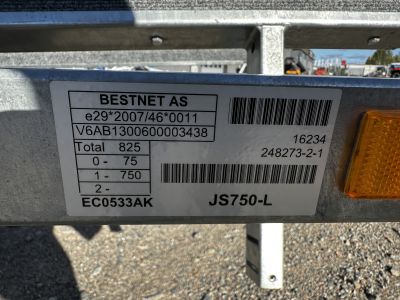 BESTNET AS
e29*2007/46*0011
V6AB1300600003438
Total 825
0 - 75
1 - 750
2 -
EC0533AK
16234
248273-2-1
JS750-L